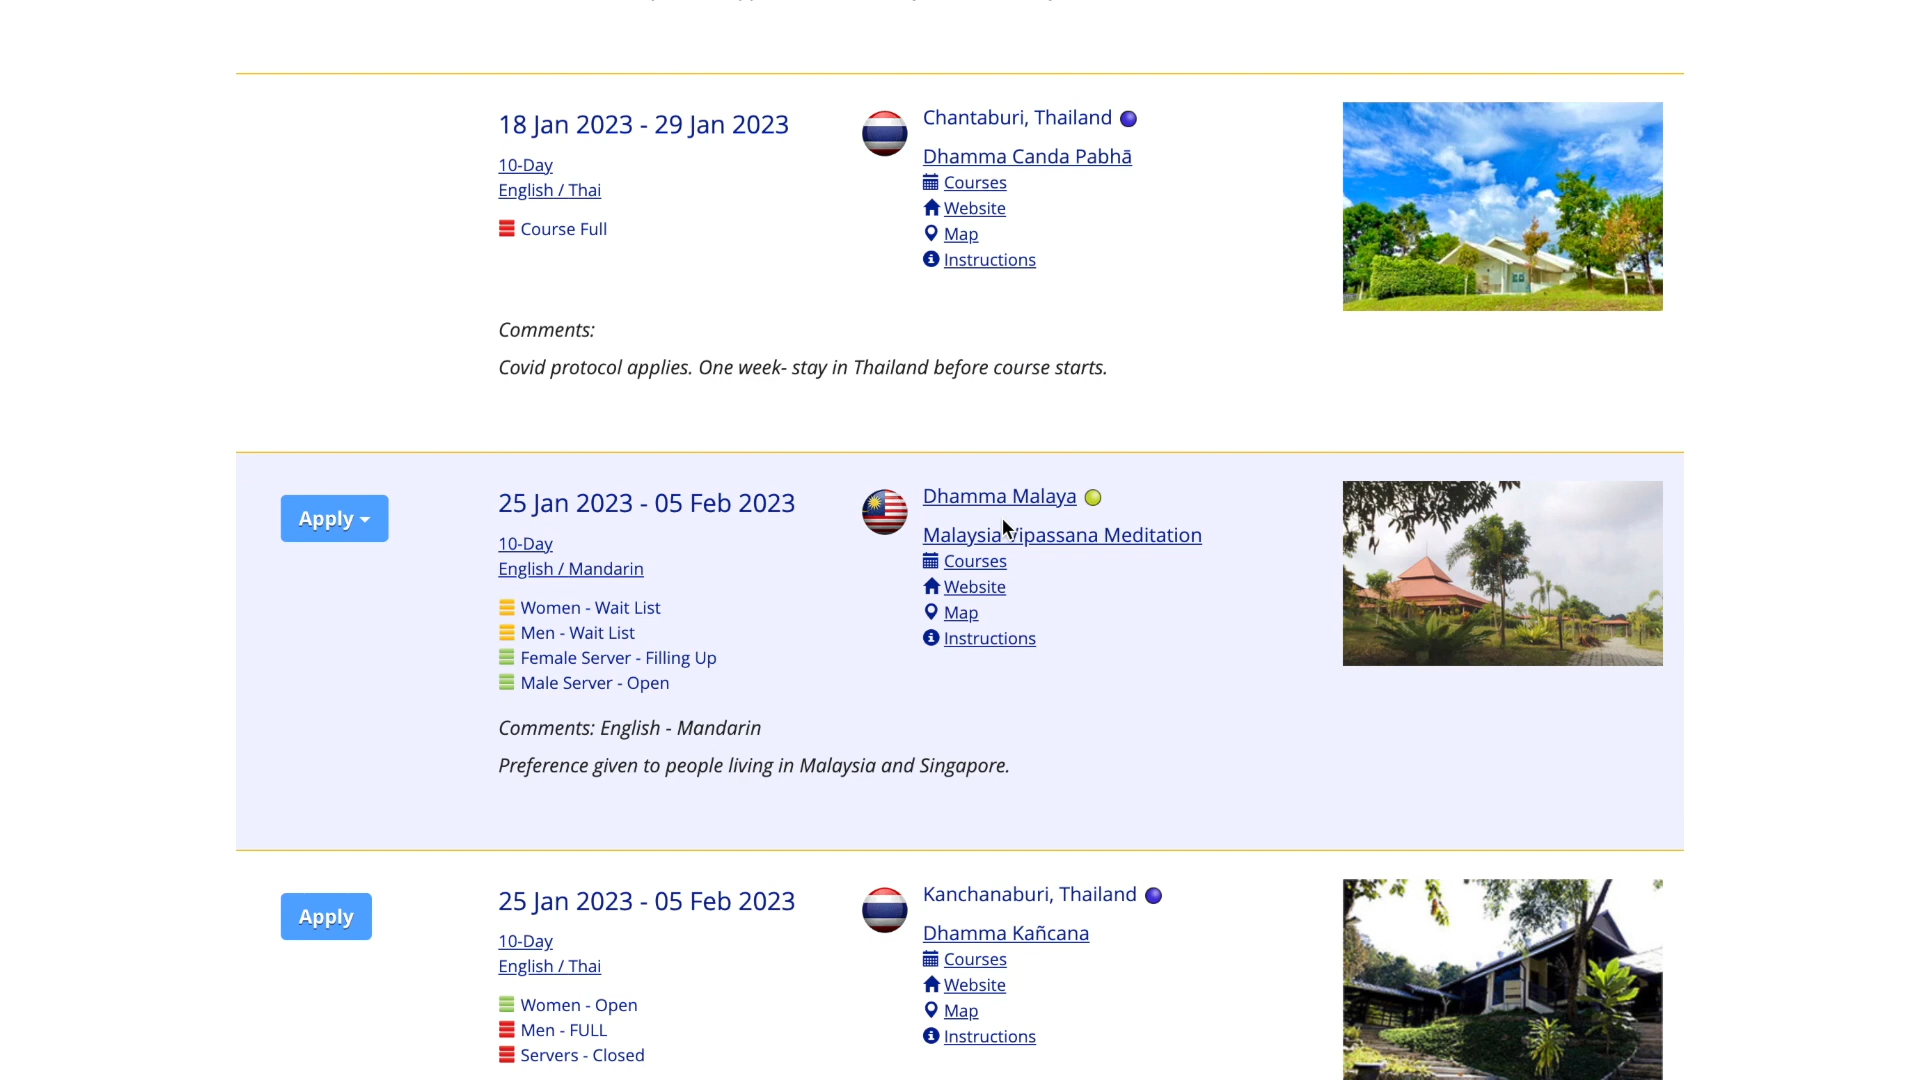 18 Jan 2023 - 29 Jan 2023
10-Day
English / Thai
Course Full
Chantaburi, Thailand
Dhamma Canda Pabhā
Courses
Website
Map
Instructions
Comments:
Covid protocol applies. One week- stay in Thailand before course starts.
Apply
25 Jan 2023 - 05 Feb 2023
10-Day
English / Mandarin
Women - Wait List
Men - Wait List
Female Server - Filling Up
Male Server - Open
Dhamma Malaya
Malaysia Vipassana Meditation
Courses
Website
Map
Instructions
Comments: English - Mandarin
Preference given to people living in Malaysia and Singapore.
Apply
25 Jan 2023 - 05 Feb 2023
10-Day
English / Thai
Women - Open
Men - FULL
Servers - Closed
Kanchanaburi, Thailand
Dhamma Kañcana
Courses
Website
Map
Instructions